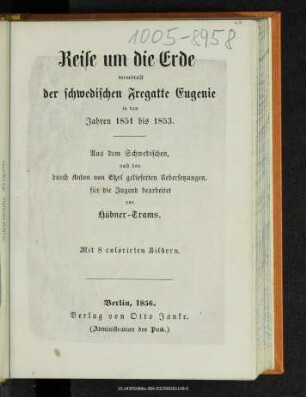 1005-8958
Reise um die Erde
vermittelst
der schwedischen Fregatte Eugenie
in den
Jahren 1851 bis 1853.
Aus dem Schwedischen,
nach den
durch Anton von Etzel gelieferten Uebersetzungen,
für die Jugend bearbeitet
von
Hübner-Trams.
Mit 8 colorirten Bildern.
Berlin, 1856.
Verlag von Otto Janke.
(Administration des Puck.)